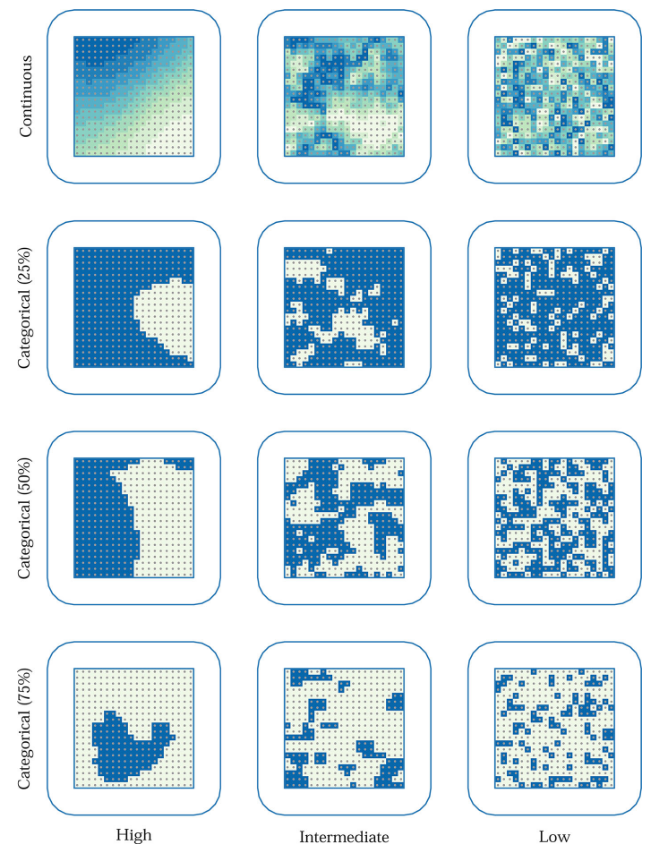 Continuous
Categorical (25%)
Categorical (50%)
Categorical (75%)
High
Intermediate
Low